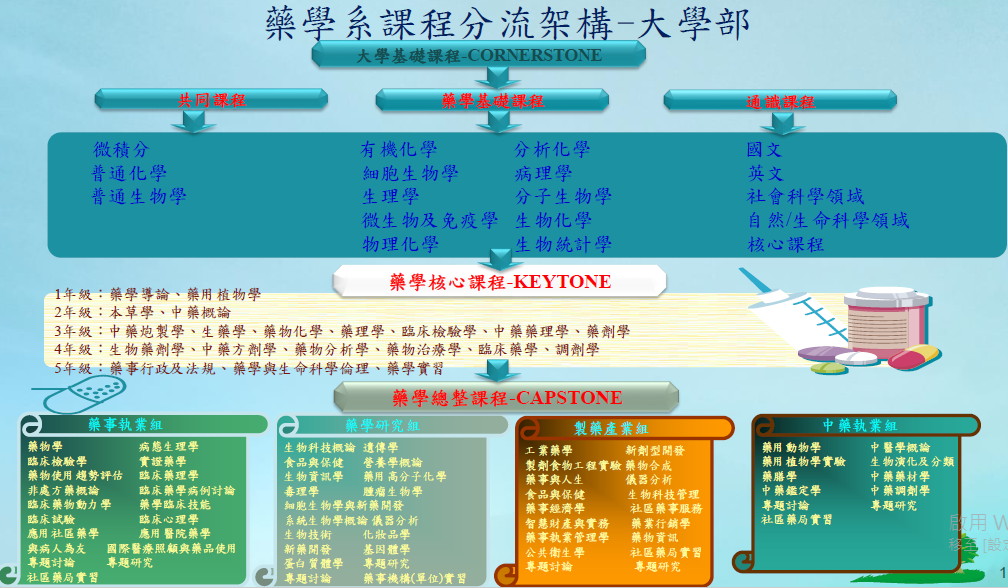 藥學系課程分流架構-大學部
大學基礎課程-CORNERSTONE
共同課程
藥學基礎課程
通識課程
微積分
普通化學
普通生物學
有機化學 分析化學
細胞生物學 病理學
生理學 分子生物學
微生物及免疫學 生物化學
物理化學 生物統計學
國文
英文
社會科學領域
自然/生命科學領域
核心課程
藥學核心課程-KEYTONE
1年級：藥學導論、藥用植物學
2年級：本草學、中藥概論
3年級：中藥炮製學、生藥學、藥物化學、藥理學、臨床檢驗學、中藥藥理學、藥劑學
4年級：生物藥劑學、中藥方劑學、藥物分析學、藥物治療學、臨床藥學、調劑學
5年級：藥事行政及法規、藥學與生命科學倫理、藥學實習
藥學總整課程-CAPSTONE
藥事執業組
藥物學 病態生理學
臨床檢驗學 實證藥學
藥物使用趨勢評估 臨床藥理學
非處方藥概論 臨床藥學病例討論
臨床藥物動力學 藥學臨床技能
臨床試驗 臨床心理學
應用社區藥學 應用醫院藥學
與病人為友 國際醫療照顧與藥品使用
專題討論 專題研究
社區藥局實習
藥學研究組
生物科技概論 遺傳學
食品與保健 營養學概論
生物資訊學 藥用高分子化學
毒理學 腫瘤生物學
細胞生物學與新藥開發
系統生物學概論 儀器分析
生物技術 化妝品學
新藥開發 基因體學
蛋白質體學 專題研究
專題討論 藥事機構(單位)實習
製藥產業組
工業藥學 新劑型開發
製劑食物工程實驗 藥物合成
藥事與人生 儀器分析
食品與保健 生物科技管理
藥事經濟學 社區藥事服務
智慧財產與實務 藥業行銷學
藥事執業管理學 藥物資訊
公共衛生學 社區藥局實習
專題討論 專題研究
中藥執業組
藥用動物學 中醫學概論
藥用植物學實驗 生物演化及分類
藥膳學 中藥藥材學
中藥鑑定學 中藥調劑學
專題討論 專題研究
社區藥局實習
啟用 W
移至 [設定
1